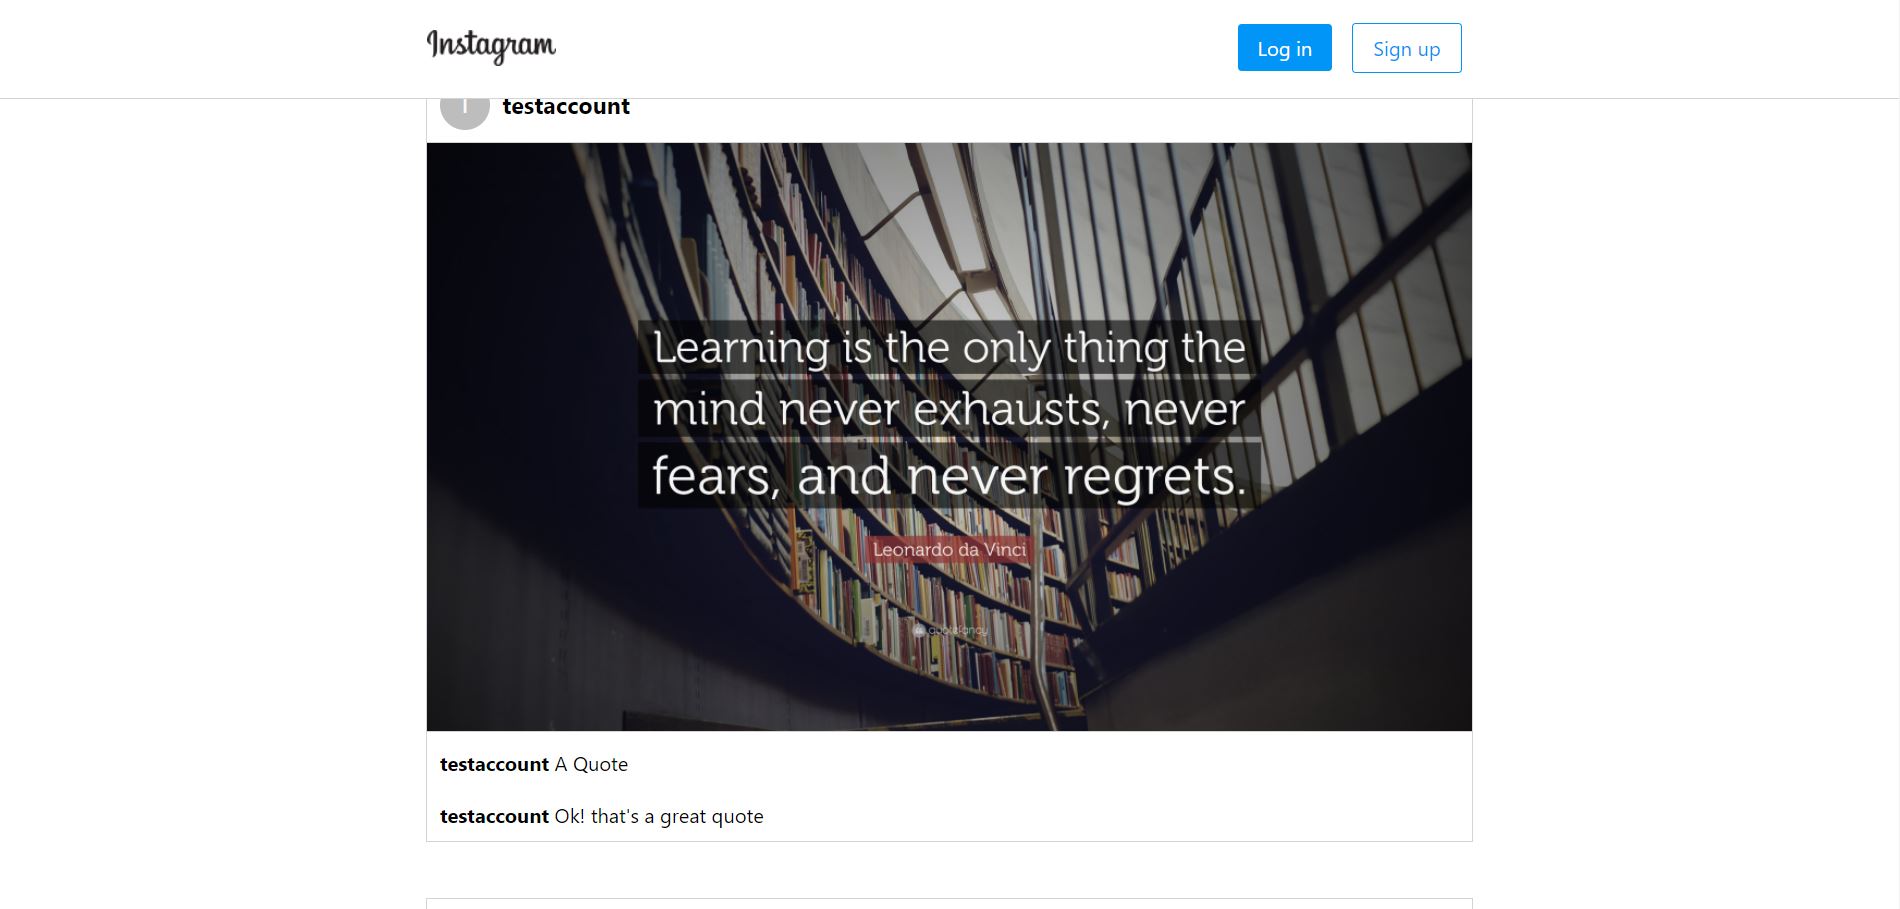 Instagram
Log in
Sign up
testaccount
Learning is the only thing the
mind never exhausts, never
fears, and never regrets.
Leonardo da Vinci
quotefancy
testaccount A Quote
testaccount Ok! that's a great quote